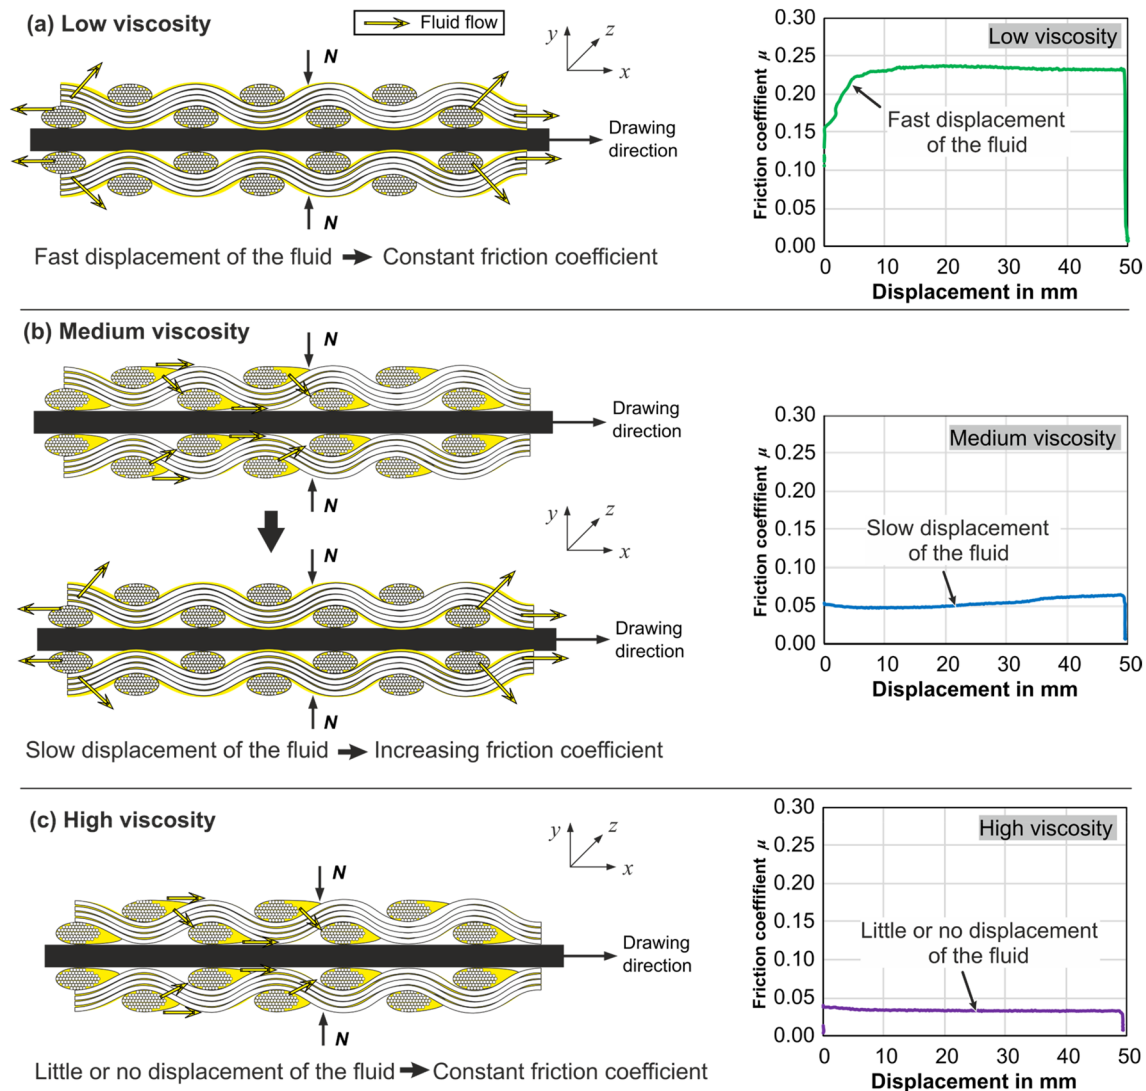 (a) Low viscosity
Fluid flow
y
z
x
N
Drawing
direction
N
Fast displacement of the fluid → Constant friction coefficient
Friction coeffifient μ
0.30
0.25
0.20
0.15
0.10
0.05
0.00
Low viscosity
Fast displacement
of the fluid
0 10 20 30 40 50
Displacement in mm
(b) Medium viscosity
N
y
z
x
Drawing
direction
N
y
z
x
N
Drawing
direction
N
Slow displacement of the fluid → Increasing friction coefficient
Friction coeffifient μ
0.30
0.25
0.20
0.15
0.10
0.05
0.00
Medium viscosity
Slow displacement
of the fluid
0 10 20 30 40 50
Displacement in mm
(c) High viscosity
y
z
x
N
Drawing
direction
N
Little or no displacement of the fluid → Constant friction coefficient
Friction coeffifient μ
0.30
0.25
0.20
0.15
0.10
0.05
0.00
High viscosity
Little or no displacement
of the fluid
0 10 20 30 40 50
Displacement in mm